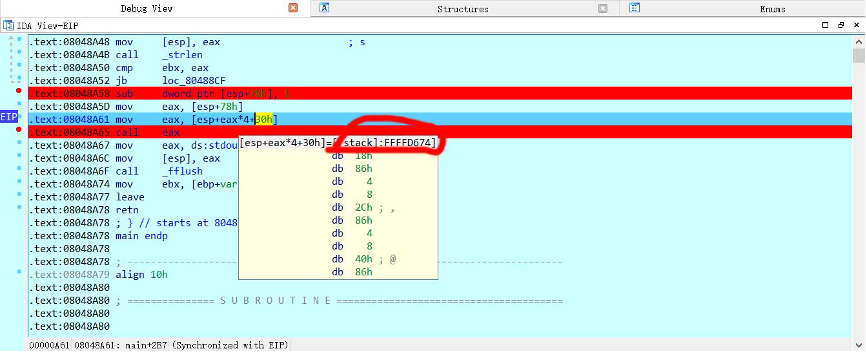 Debug View
Structures
Enums
IDA View-EIP
.text:08048A48 mov [esp], eax ; s
.text:08048A4B call _strlen
.text:08048A50 cmp ebx, eax
.text:08048A52 jb loc_80488CF
.text:08048A58 sub dword ptr [esp+78h], 1
.text:08048A5D mov eax, [esp+78h]
EIP .text:08048A61 mov eax, [esp+eax*4+30h]
.text:08048A65 call eax
.text:08048A67 mov eax, ds:stdou
.text:08048A6C mov [esp], eax
.text:08048A6F call _fflush
.text:08048A74 mov ebx, [ebp+var
.text:08048A77 leave
.text:08048A78 retn
.text:08048A78 ; } // starts at 8048
.text:08048A78 main endp
.text:08048A78
.text:08048A78 ; ---------------------------------------------------------------------------
.text:08048A79 align 10h
.text:08048A80
.text:08048A80 ; =============== S U B R O U T I N E =======================================
.text:08048A80
.text:08048A80
[esp+eax*4+30h]=[stack]:FFFFD674]
db 18h
db 86h
db 4
db 8
db 2Ch ; ,
db 86h
db 4
db 8
db 40h ; @
db 86h
00000A61 08048A61: main+2B7 (Synchronized with EIP)